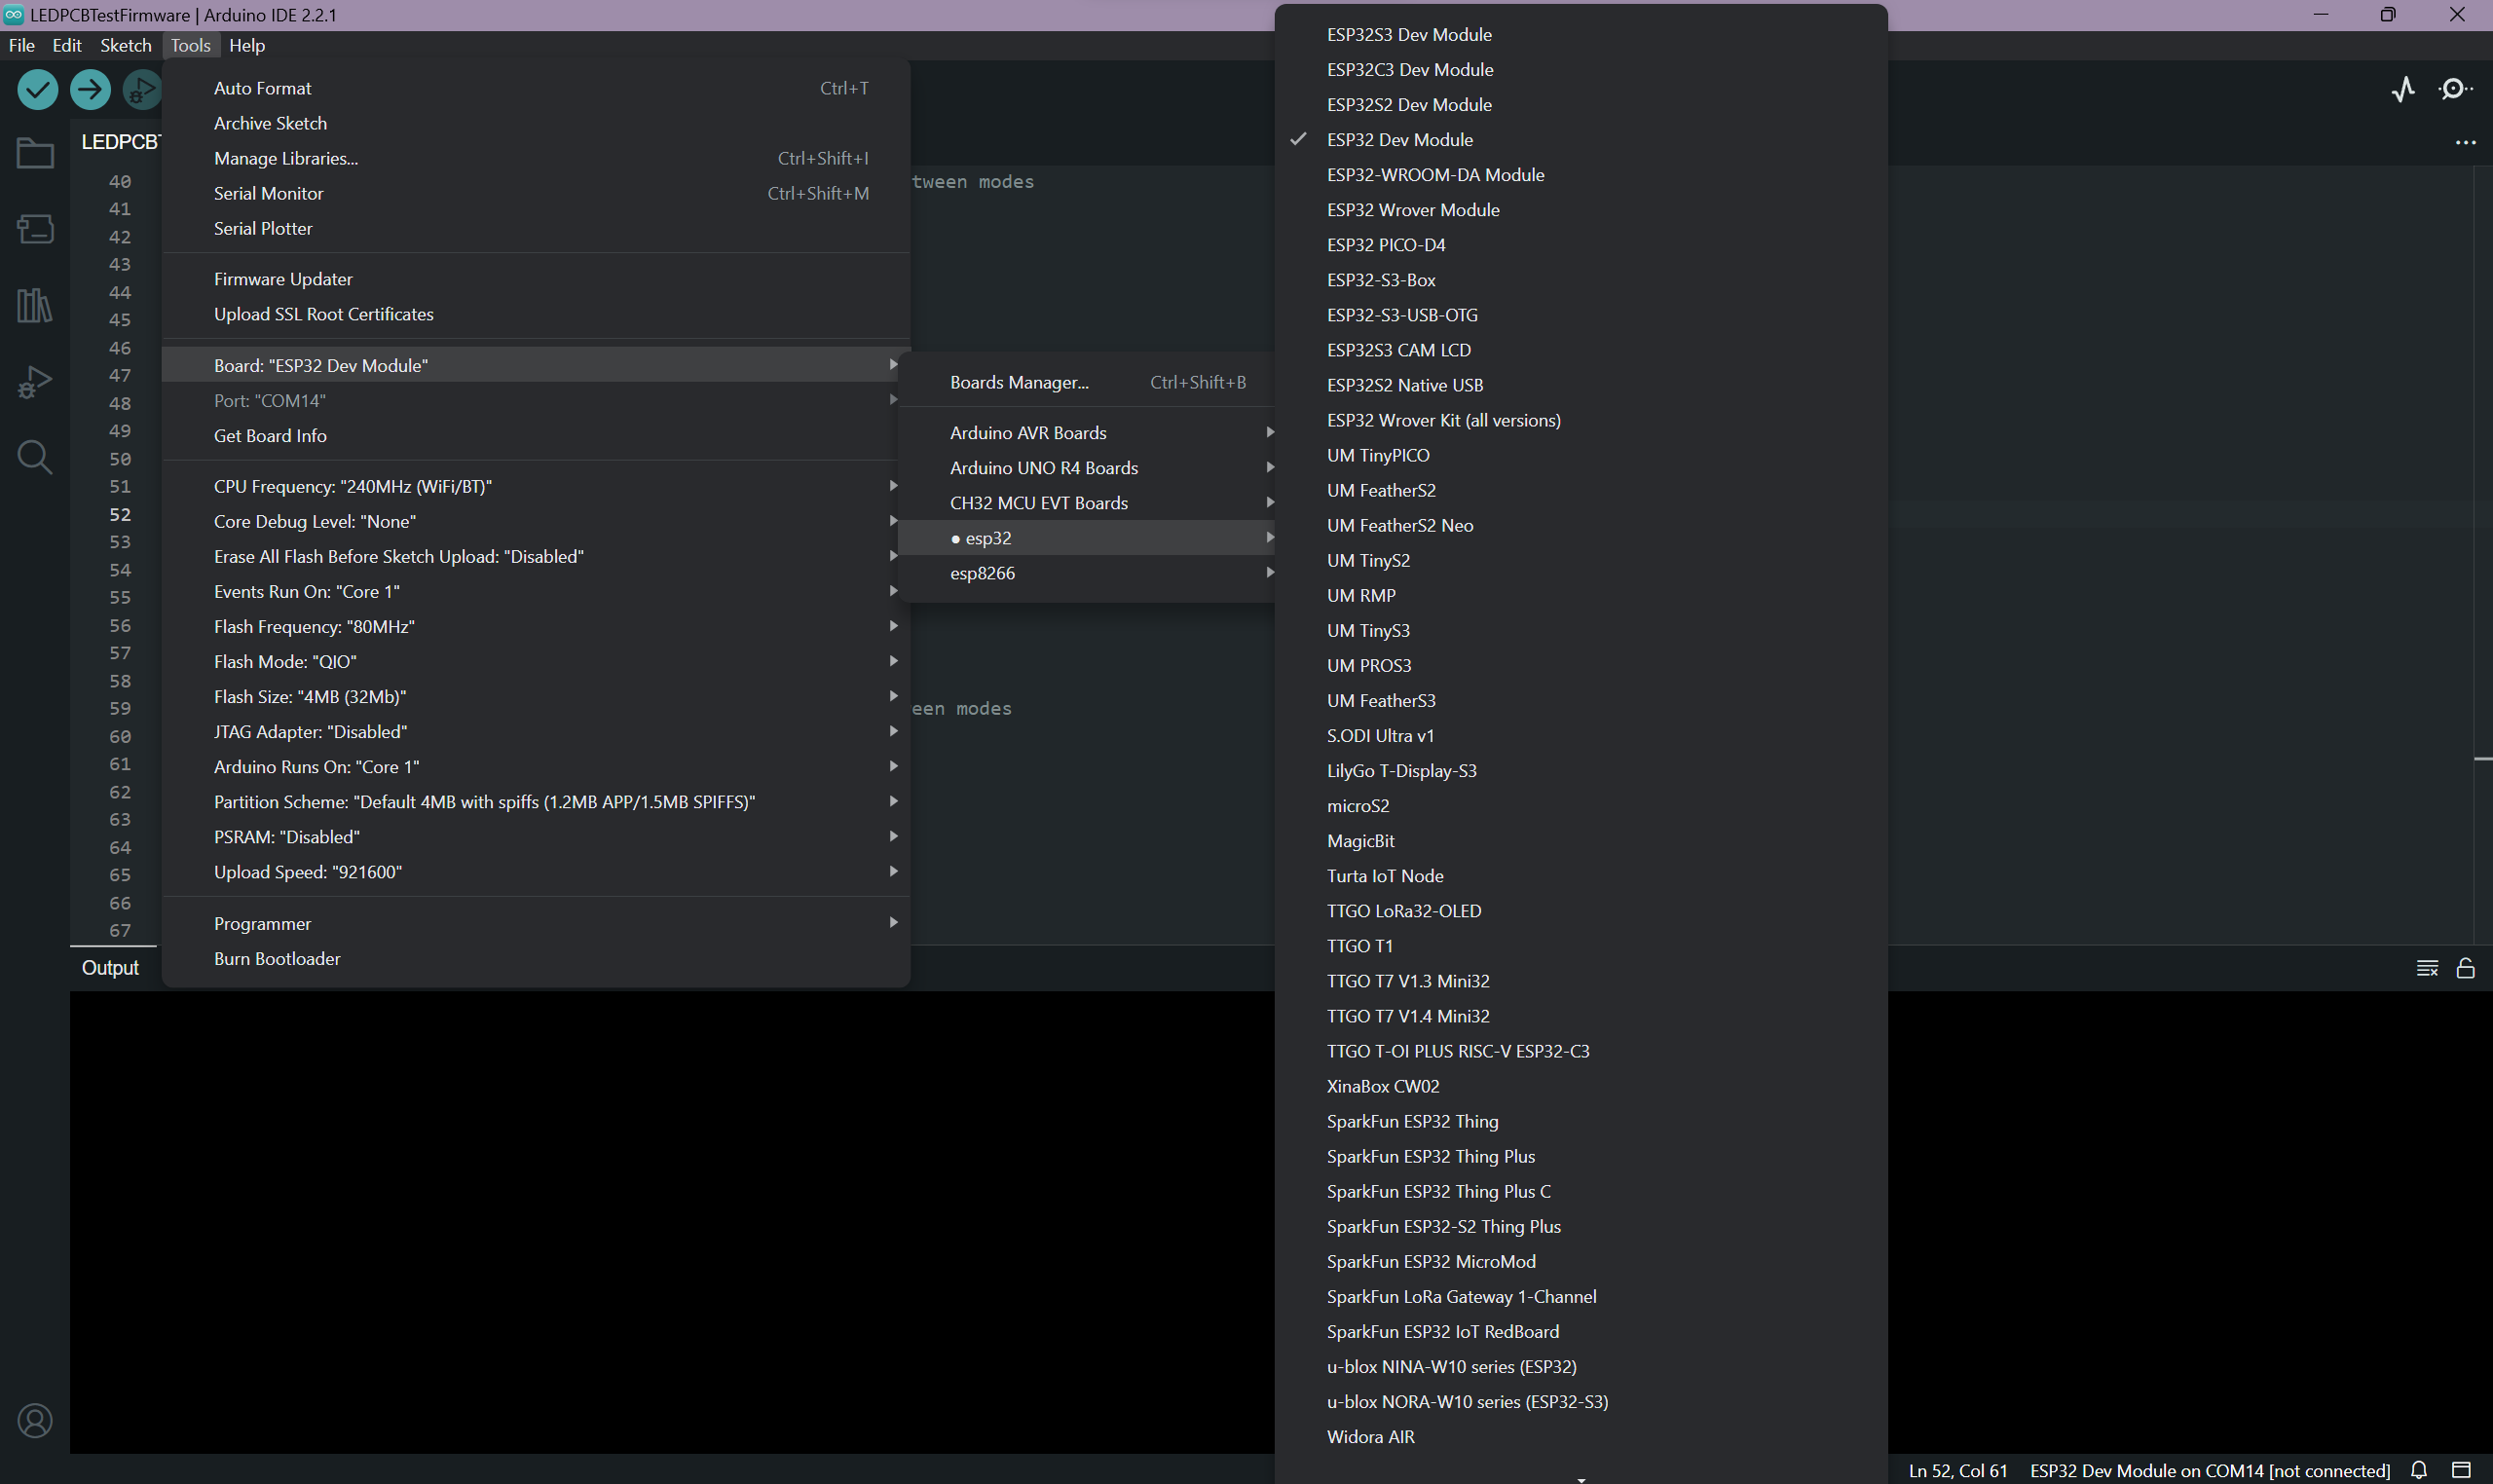 LEDPCBTestFirmware | Arduino IDE 2.2.1
File Edit Sketch Tools Help
LEDPCBT
Auto Format Ctrl+T
Archive Sketch
Manage Libraries... Ctrl+Shift+I
Serial Monitor Ctrl+Shift+M
Serial Plotter
Firmware Updater
Upload SSL Root Certificates
Board: "ESP32 Dev Module"
Port: "COM14"
Get Board Info
CPU Frequency: "240MHz (WiFi/BT)"
Core Debug Level: "None"
Erase All Flash Before Sketch Upload: "Disabled"
Events Run On: "Core 1"
Flash Frequency: "80MHz"
Flash Mode: "QIO"
Flash Size: "4MB (32Mb)"
JTAG Adapter: "Disabled"
Arduino Runs On: "Core 1"
Partition Scheme: "Default 4MB with spiffs (1.2MB APP/1.5MB SPIFFS)"
PSRAM: "Disabled"
Upload Speed: "921600"
Programmer
Burn Bootloader
40
41
42
43
44
45
46
47
48
49
50
51
52
53
54
55
56
57
58
59
60
61
62
63
64
65
66
67
tween modes
een modes
Boards Manager... Ctrl+Shift+B
Arduino AVR Boards
Arduino UNO R4 Boards
CH32 MCU EVT Boards
• esp32
esp8266
ESP32S3 Dev Module
ESP32C3 Dev Module
ESP32S2 Dev Module
ESP32 Dev Module
ESP32-WROOM-DA Module
ESP32 Wrover Module
ESP32 PICO-D4
ESP32-S3-Box
ESP32-S3-USB-OTG
ESP32S3 CAM LCD
ESP32S2 Native USB
ESP32 Wrover Kit (all versions)
UM TinyPICO
UM FeatherS2
UM FeatherS2 Neo
UM TinyS2
UM RMP
UM TinyS3
UM PROS3
UM FeatherS3
S.ODI Ultra v1
LilyGo T-Display-S3
microS2
MagicBit
Turta IoT Node
TTGO LoRa32-OLED
TTGO T1
TTGO T7 V1.3 Mini32
TTGO T7 V1.4 Mini32
TTGO T-OI PLUS RISC-V ESP32-C3
XinaBox CW02
SparkFun ESP32 Thing
SparkFun ESP32 Thing Plus
SparkFun ESP32 Thing Plus C
SparkFun ESP32-S2 Thing Plus
SparkFun ESP32 MicroMod
SparkFun LoRa Gateway 1-Channel
SparkFun ESP32 IoT RedBoard
u-blox NINA-W10 series (ESP32)
u-blox NORA-W10 series (ESP32-S3)
Widora AIR
Output
Ln 52, Col 61 ESP32 Dev Module on COM14 [not connected]